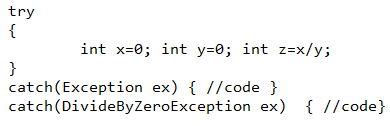 try
{
        int x=0; int y=0; int z=x/y;
}
catch(Exception ex) { //code }
catch(DivideByZeroException ex)  { //code}